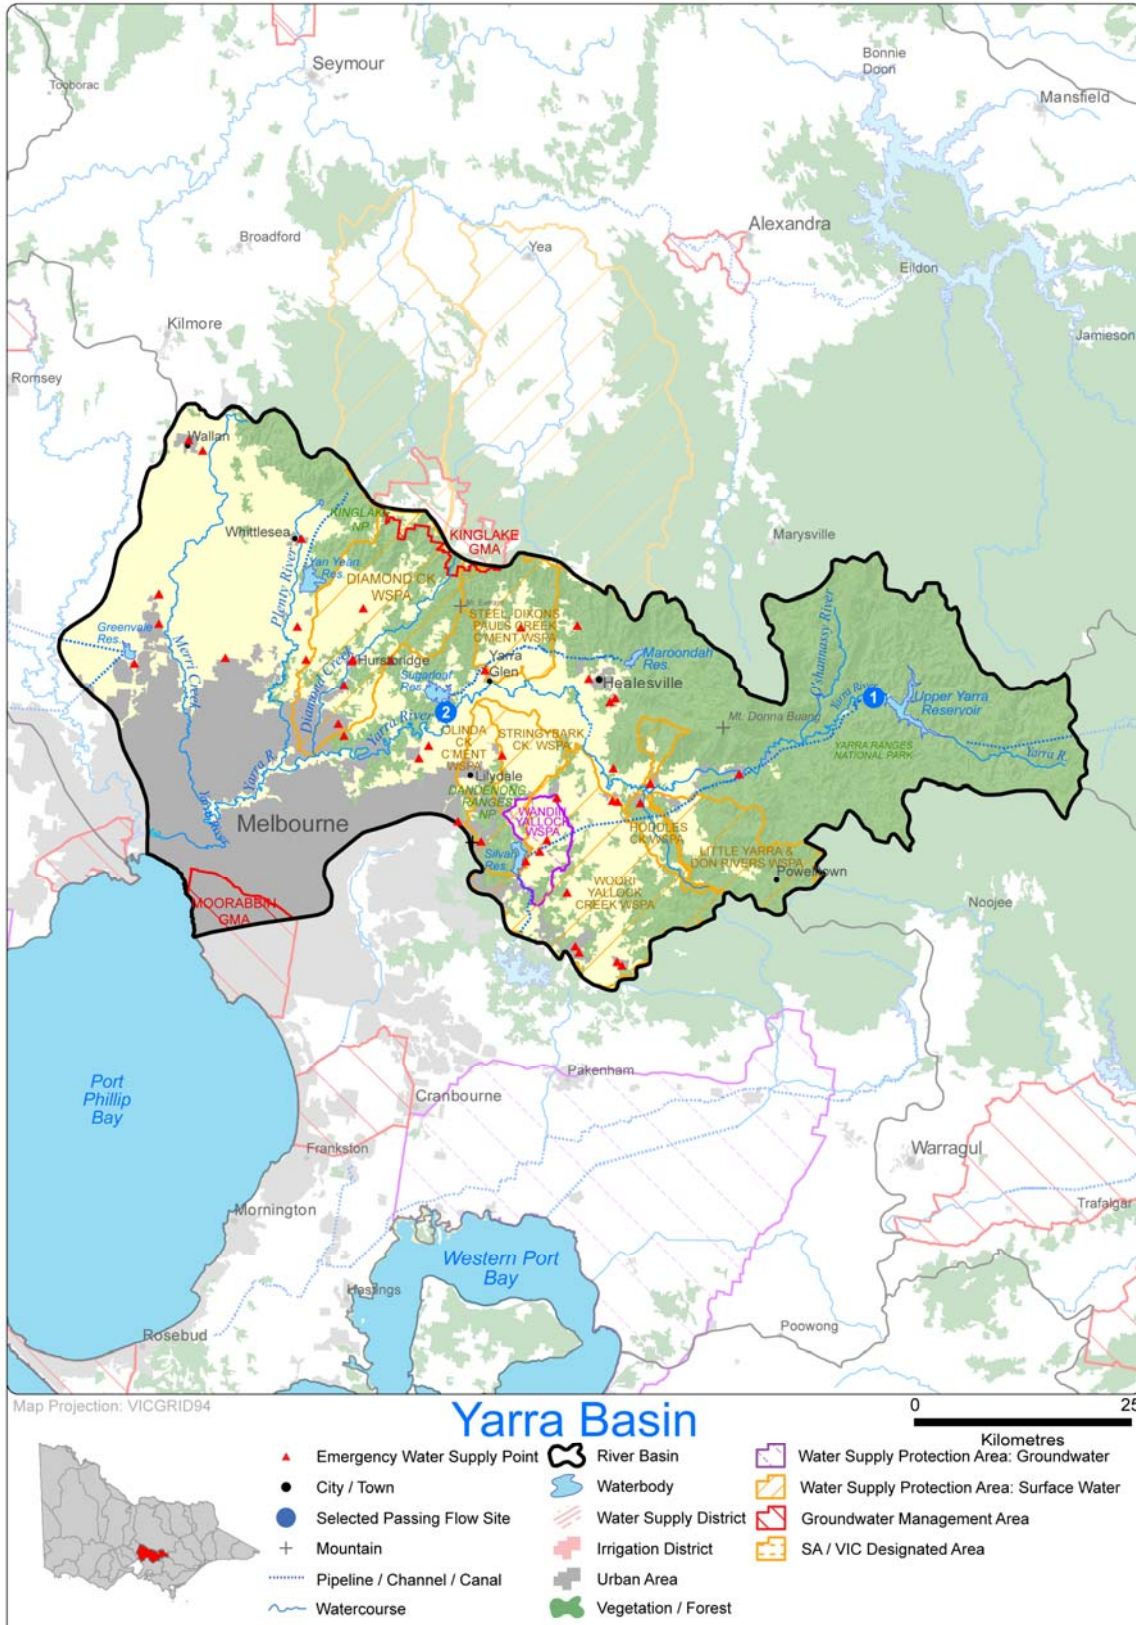 Seymour
Tooborac
Bonnie
Doon
Mansfield
Alexandra
Broadford
Yea
Eildon
Kilmore
Jamieson
Romsey
Wallan
KINGLAKE
NP
Whittlesea
KINGLAKE
GMA
Marysville
Yan Yean
Res.
Plenty River
DIAMOND CK
WSPA
O'shannassy River
STEEL, DIXONS
PAULS CREEK
C'MENT WSPA
Greenvale
Res.
Merri Creek
Maroondah
Res.
Hurstbridge
Yarra
Glen
Diamond Creek
Sugarloaf
Res.
Healesville
Yarra River
1
Upper Yarra
Reservoir
2
Mt. Donna Buang
Yarra River
OLINDA
CK
C'MENT
WSPA
STRINGYBARK
CK. WSPA
YARRA RANGES
NATIONAL PARK
Yarra R.
Yarra R.
Lilydale
DANDENONG
RANGES
NP
Melbourne
WANDIN
YALLOCK
WSPA
HODDLES
CK WSPA
Silvan
Res.
LITTLE YARRA &
DON RIVERS WSPA
Powelltown
WOORI
YALLOCK
CREEK WSPA
MOORABBIN
GMA
Noojee
Port
Phillip
Bay
Pakenham
Cranbourne
Frankston
Warragul
Mornington
Trafalgar
Western Port
Bay
Hastings
Rosebud
Poowong
Map Projection: VICGRID94
Yarra Basin
0 25
Kilometres
Emergency Water Supply Point
City / Town
Selected Passing Flow Site
Mountain
Pipeline / Channel / Canal
Watercourse
River Basin
Waterbody
Water Supply District
Irrigation District
Urban Area
Vegetation / Forest
Water Supply Protection Area: Groundwater
Water Supply Protection Area: Surface Water
Groundwater Management Area
SA / VIC Designated Area